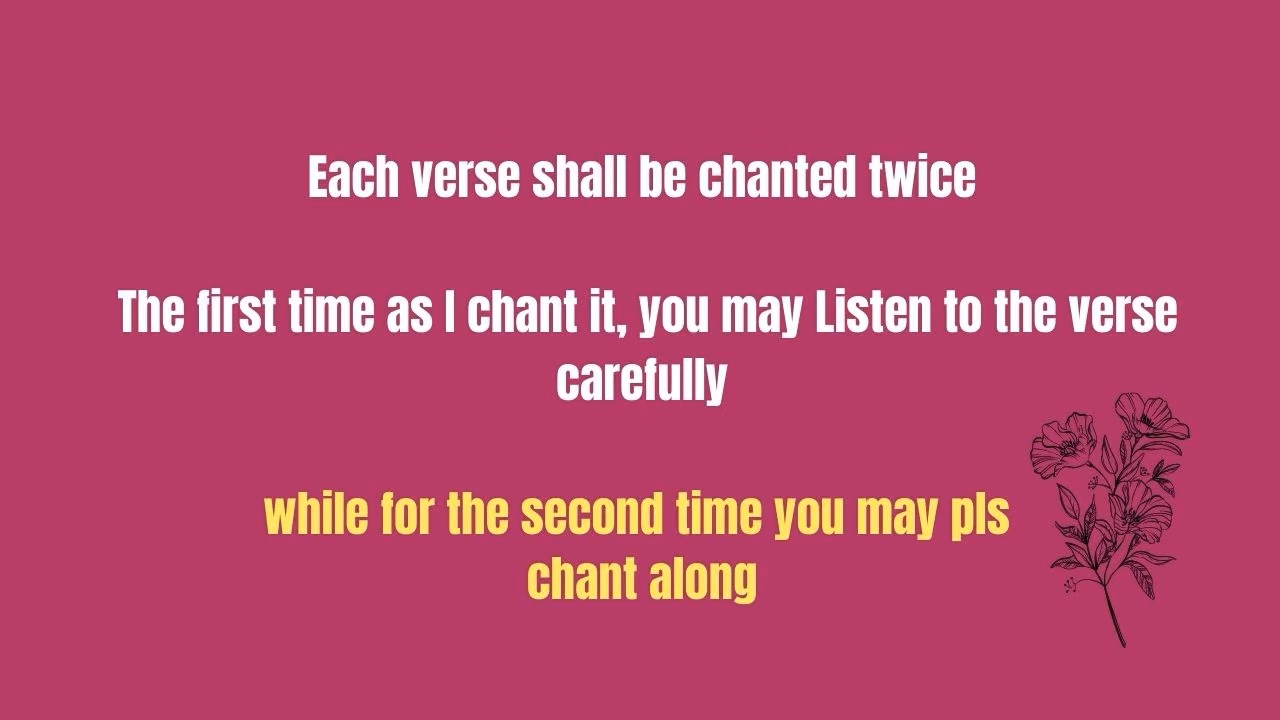 Each verse shall be chanted twice
The first time as I chant it, you may Listen to the verse
carefully
while for the second time you may pls
chant along